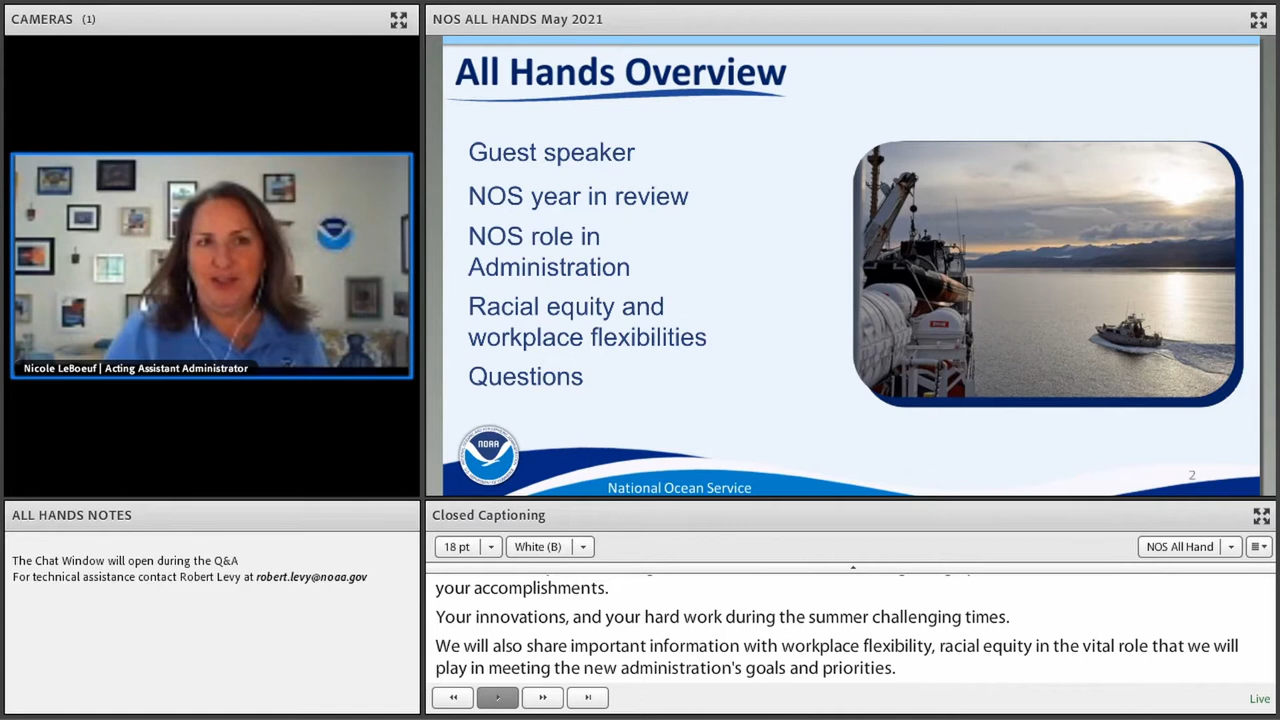 CAMERAS (1)
Nicole LeBoeuf | Acting Assistant Administrator
NOS ALL HANDS May 2021
All Hands Overview
Guest speaker
NOS year in review
NOS role in
Administration
Racial equity and
workplace flexibilities
Questions
NOAA
National Ocean Service
2
ALL HANDS NOTES
The Chat Window will open during the Q&A
For technical assistance contact Robert Levy at robert.levy@noaa.gov
Closed Captioning
18 pt
White (B)
NOS All Hand
your accomplishments.
Your innovations, and your hard work during the summer challenging times.
We will also share important information with workplace flexibility, racial equity in the vital role that we will
play in meeting the new administration's goals and priorities.
Live